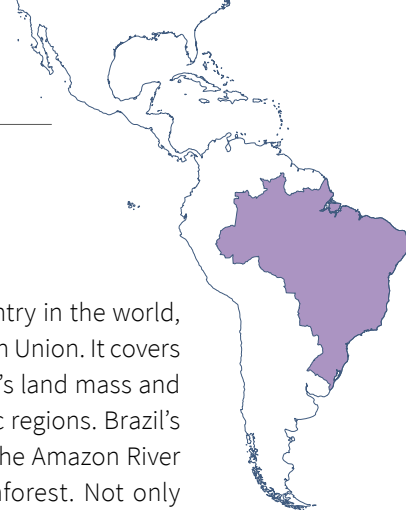 ntry in the world,
n Union. It covers
's land mass and
c regions. Brazil's
he Amazon River
nforest. Not only